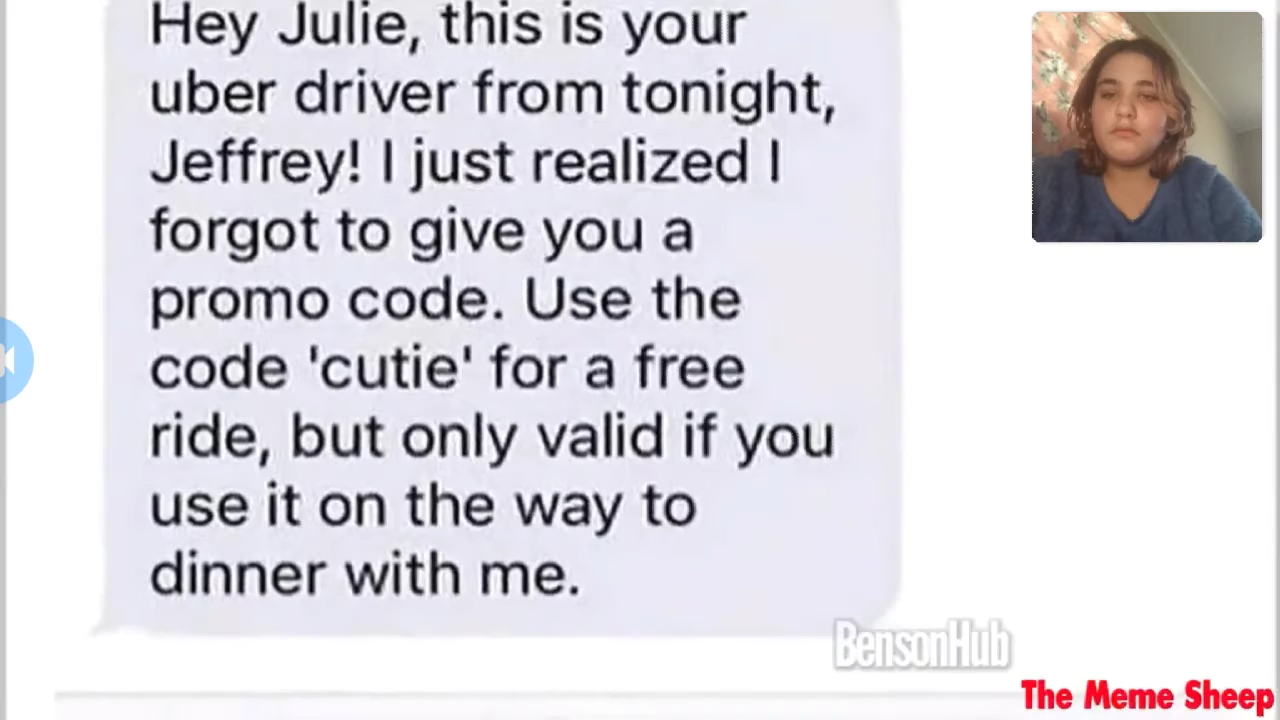 Hey Julie, this is your
uber driver from tonight,
Jeffrey! I just realized I
forgot to give you a
promo code. Use the
code 'cutie' for a free
ride, but only valid if you
use it on the way to
dinner with me.
BensonHub
The Meme Sheep